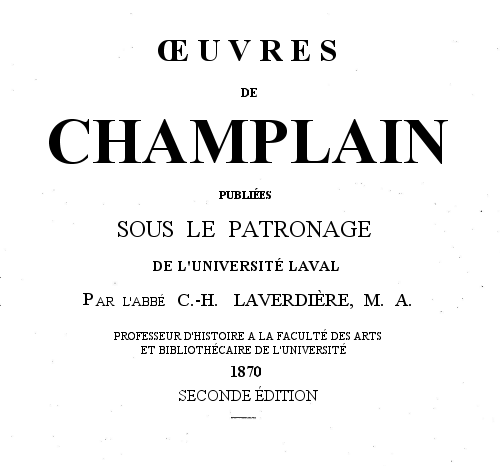 ŒUVRES
DE
CHAMPLAIN
PUBLIÉES
SOUS LE PATRONAGE
DE L'UNIVERSITÉ LAVAL
PAR L'ABBÉ C.-H. LAVERDIÈRE, M. A.
PROFESSEUR D'HISTOIRE A LA FACULTÉ DES ARTS
ET BIBLIOTHÉCAIRE DE L'UNIVERSITÉ
1870
SECONDE ÉDITION